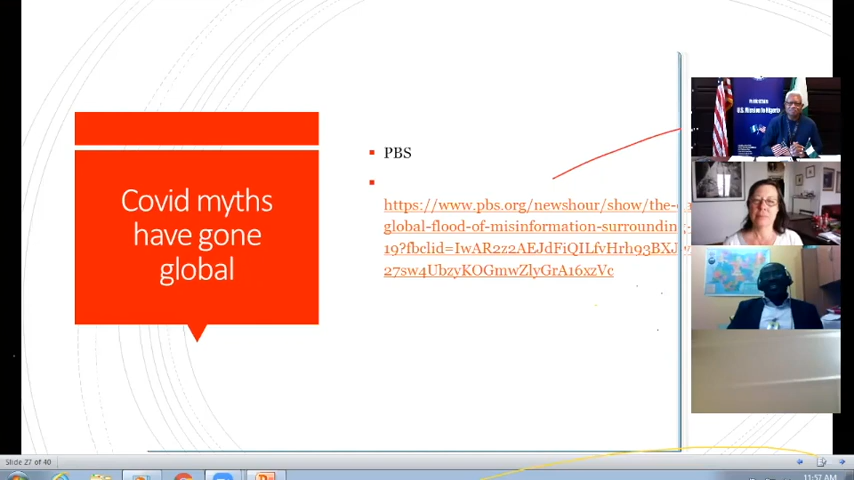 Covid myths
have gone
global
PBS
https://www.pbs.org/newshour/show/the-
global-flood-of-misinformation-surrounding-
19?fbclid=IwAR2z2AEJdFiQILfvHrh93BXJ
27sw4UbzyKOGmwZlyGrA16xzVc
U.S. Mission to Nigeria
Slide 27 of 40
11:57 AM